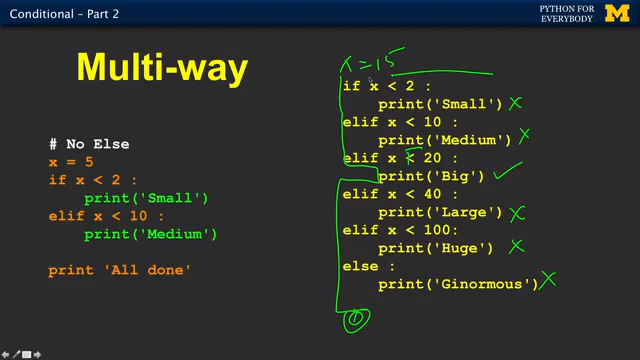 Conditional - Part 2
PYTHON FOR EVERYBODY
M
Multi-way
# No Else
x = 5
if x < 2 :
    print('Small')
elif x < 10 :
    print('Medium')
print 'All done'
x = 15
if x < 2 :
    print('Small') X
elif x < 10 :
    print('Medium') X
elif x < 20 :
    print('Big') ✓
elif x < 40 :
    print('Large') X
elif x < 100:
    print('Huge') X
else :
    print('Ginormous') X
1